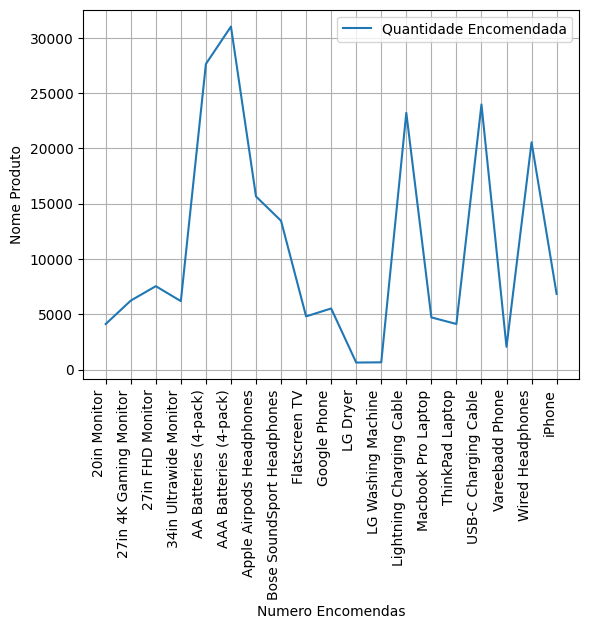 Quantidade Encomendada
30000
25000
20000
15000
10000
5000
0
Nome Produto
20in Monitor
27in 4K Gaming Monitor
27in FHD Monitor
34in Ultrawide Monitor
AA Batteries (4-pack)
AAA Batteries (4-pack)
Apple Airpods Headphones
Bose SoundSport Headphones
Flatscreen TV
Google Phone
LG Dryer
LG Washing Machine
Lightning Charging Cable
Macbook Pro Laptop
ThinkPad Laptop
USB-C Charging Cable
Vareebadd Phone
Wired Headphones
iPhone
Numero Encomendas